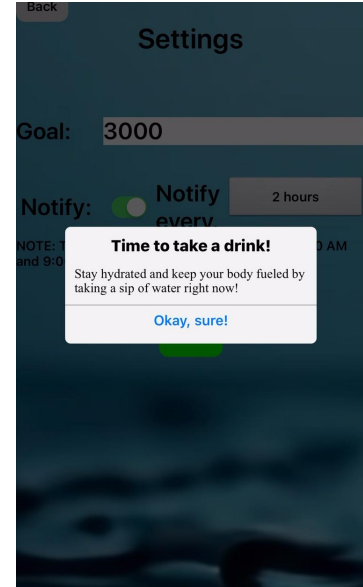 Back
Settings
Goal: 3000
Notify: Notify every. 2 hours
NOTE: T 0 AM
and 9:0
Time to take a drink!
Stay hydrated and keep your body fueled by
taking a sip of water right now!
Okay, sure!